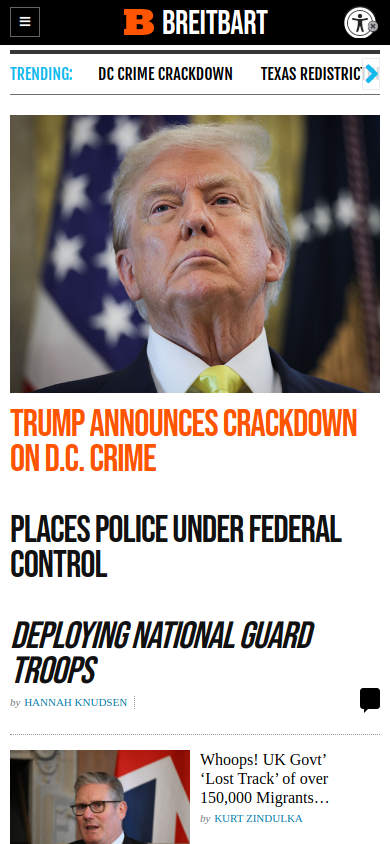 B BREITBART
TRENDING: DC CRIME CRACKDOWN TEXAS REDISTRICT
TRUMP ANNOUNCES CRACKDOWN
ON D.C. CRIME
PLACES POLICE UNDER FEDERAL
CONTROL
DEPLOYING NATIONAL GUARD
TROOPS
by HANNAH KNUDSEN
Whoops! UK Govt’
‘Lost Track’ of over
150,000 Migrants…
by KURT ZINDULKA